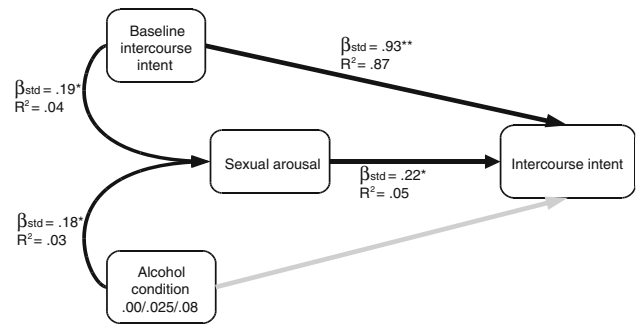 Baseline
intercourse
intent
βstd = .93**
R² = .87
βstd = .19*
R² = .04
Sexual arousal
Intercourse intent
βstd = .22*
R² = .05
βstd = .18*
R² = .03
Alcohol
condition
.00/.025/.08